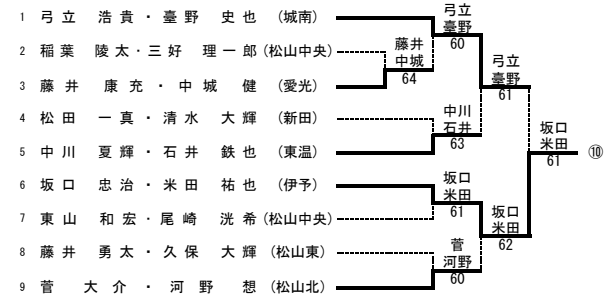 1 弓 立 浩 貴 ・ 臺 野 史 也 (城南)
2 稲 葉 陵 太 ・ 三 好 理 一 郎 (松山中央)
3 藤 井 康 充 ・ 中 城 健 (愛光)
4 松 田 一 真 ・ 清 水 大 輝 (新田)
5 中 川 夏 輝 ・ 石 井 鉄 也 (東温)
6 坂 口 忠 治 ・ 米 田 祐 也 (伊予)
7 東 山 和 宏 ・ 尾 崎 洸 希 (松山中央)
8 藤 井 勇 太 ・ 久 保 大 輝 (松山東)
9 菅 大 介 ・ 河 野 想 (松山北)
藤井
中城
64
弓立
臺野
60
中川
石井
63
坂口
米田
61
菅
河野
60
弓立
臺野
61
坂口
米田
62
坂口
米田
61
⑩